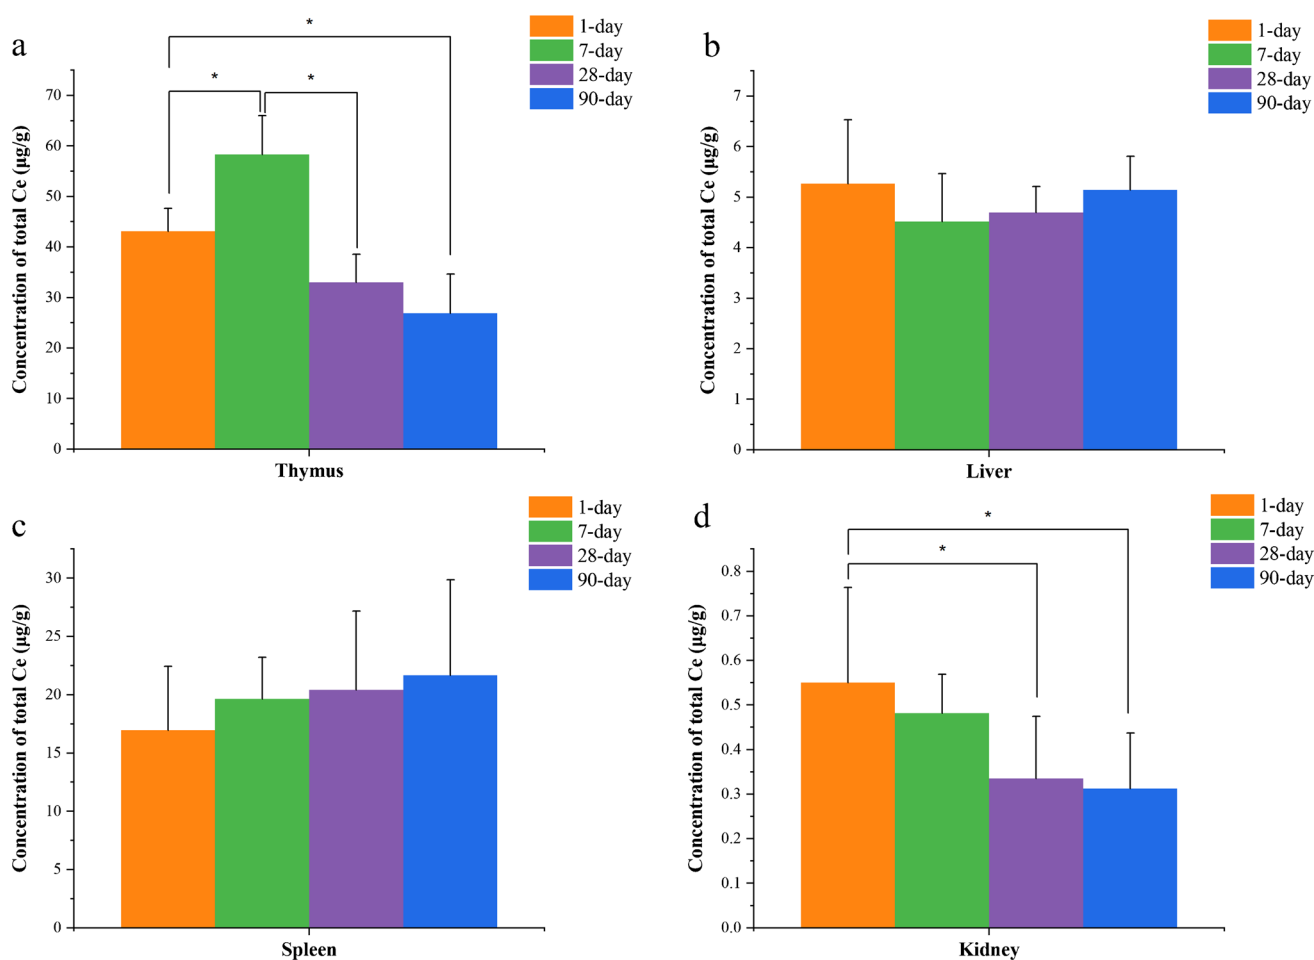 a
1-day
7-day
28-day
90-day
*
*
*
Concentration of total Ce (µg/g)
70
60
50
40
30
20
10
0
Thymus
b
1-day
7-day
28-day
90-day
Concentration of total Ce (µg/g)
7
6
5
4
3
2
1
0
Liver
c
1-day
7-day
28-day
90-day
Concentration of total Ce (µg/g)
30
25
20
15
10
5
0
Spleen
d
1-day
7-day
28-day
90-day
*
*
Concentration of total Ce (µg/g)
0.8
0.7
0.6
0.5
0.4
0.3
0.2
0.1
0.0
Kidney